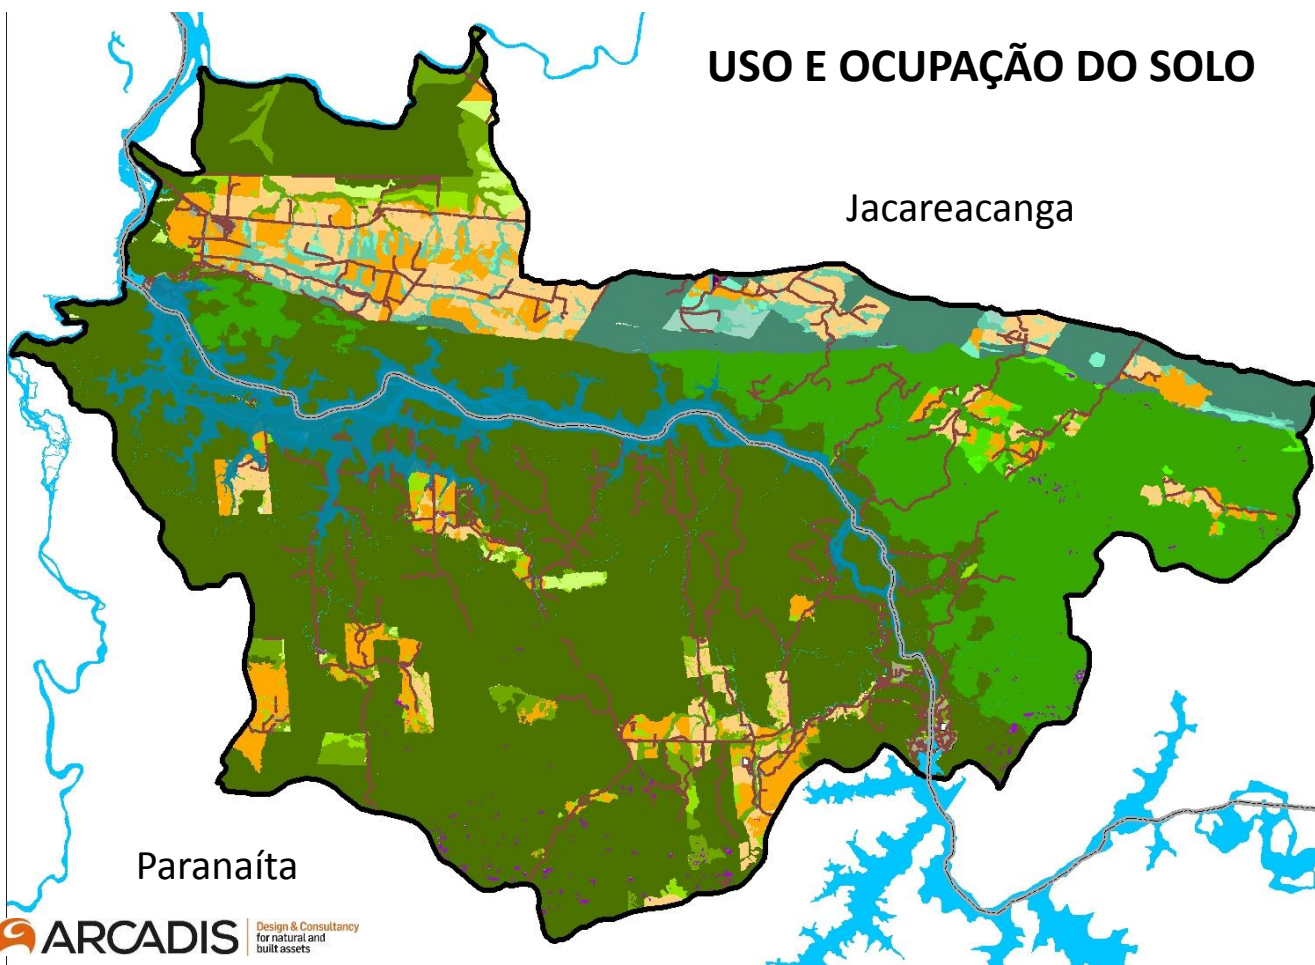 USO E OCUPAÇÃO DO SOLO
Jacareacanga
Paranaíta
ARCADIS
Design & Consultancy
for natural and
built assets